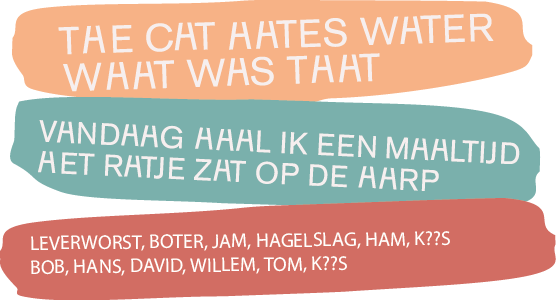 THE CAT HATES WATER
WHAT WAS THAT
VANDAAG HAAL IK EEN MAALTIJD
HET RATJE ZAT OP DE HARP
LEVERWORST, BOTER, JAM, HAGELSLAG, HAM, K??S
BOB, HANS, DAVID, WILLEM, TOM, K??S